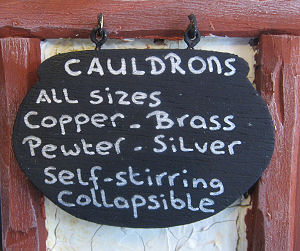 CAULDRONS
ALL SIZES
Copper - Brass
Pewter - Silver
Self-stirring
Collapsible